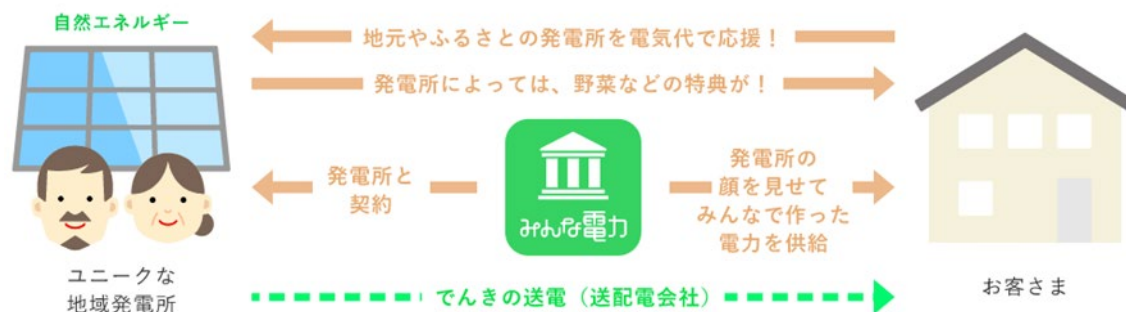 自然エネルギー
地元やふるさとの発電所を電気代で応援！
発電所によっては、野菜などの特典が！
発電所と
契約
みんな電力
発電所の
顔を見せて
みんなで作った
電力を供給
ユニークな
地域発電所
でんきの送電（送配電会社）
お客さま